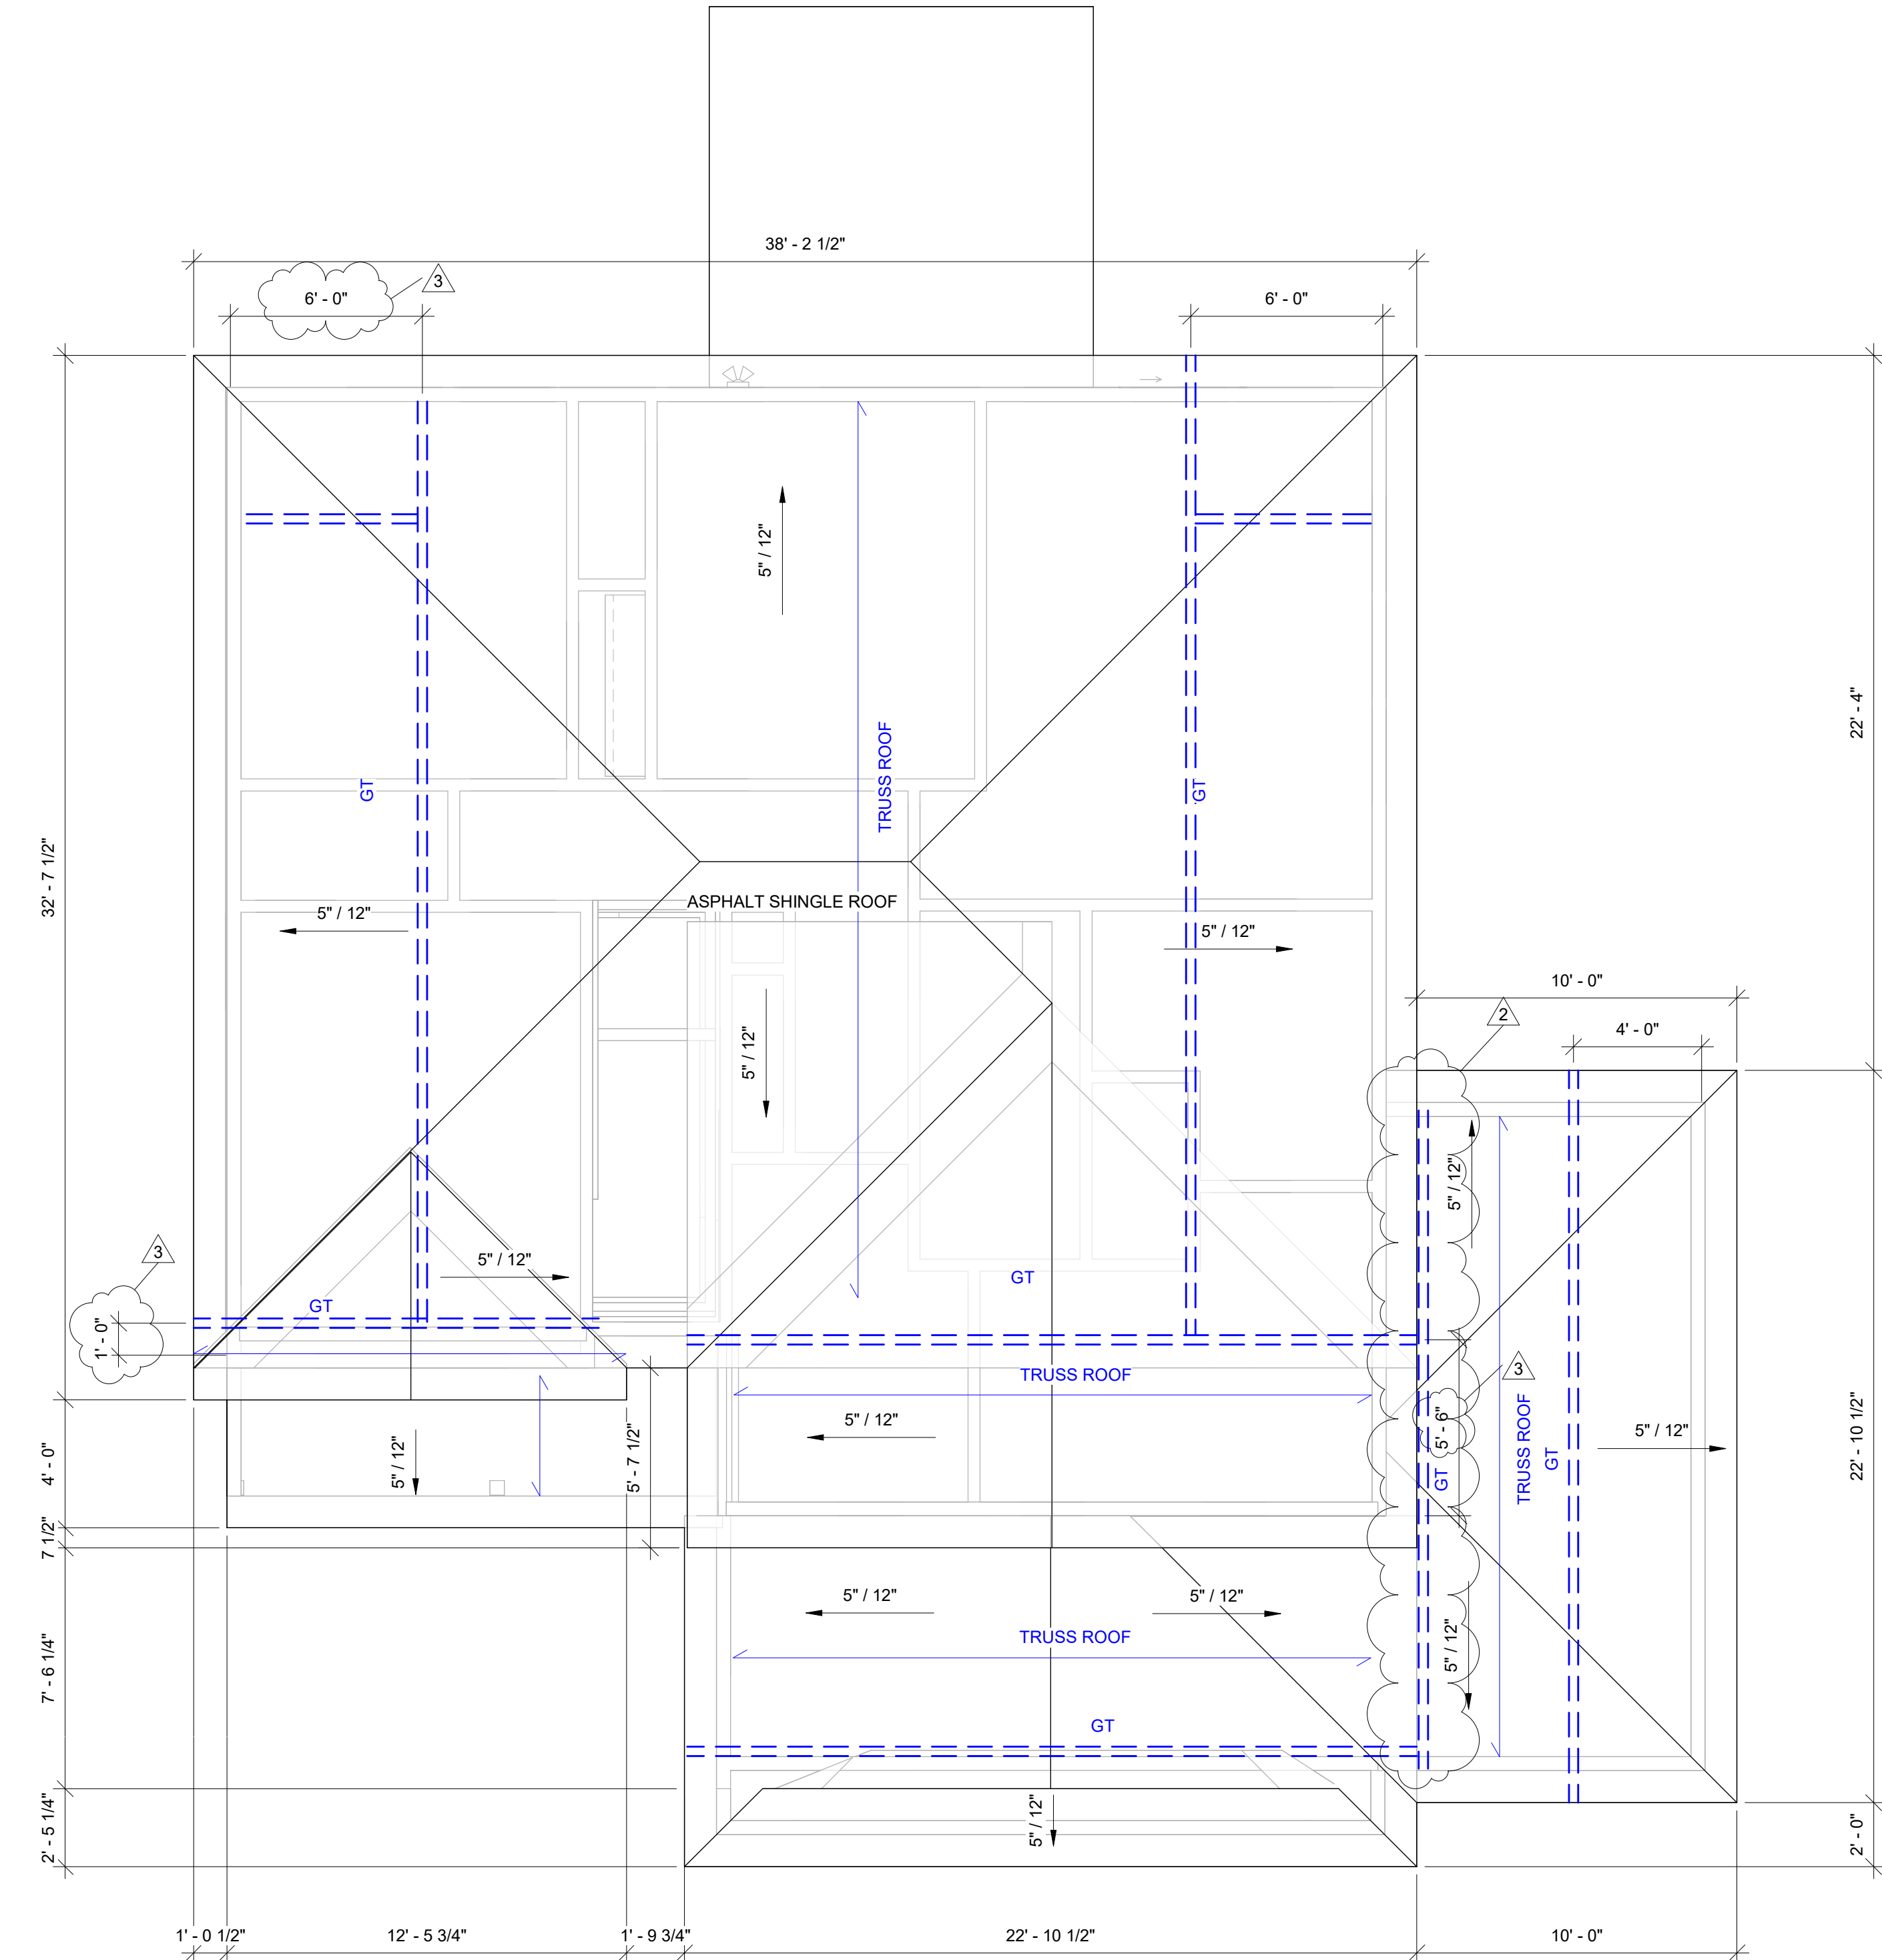 38' - 2 1/2"
6' - 0"
3
6' - 0"
5" / 12"
22' - 4"
TRUSS ROOF
GT
GT
32' - 7 1/2"
ASPHALT SHINGLE ROOF
5" / 12"
5" / 12"
10' - 0"
2
4' - 0"
5" / 12"
5" / 12"
3
5" / 12"
GT
GT
1' - 0"
TRUSS ROOF
3
5" / 12"
5' - 6"
TRUSS ROOF
GT
5" / 12"
22' - 10 1/2"
4' - 0"
5" / 12"
5' - 7 1/2"
GT
7 1/2"
5" / 12"
5" / 12"
5" / 12"
TRUSS ROOF
7' - 6 1/4"
GT
5" / 12"
2' - 5 1/4"
2' - 0"
1' - 0 1/2"
12' - 5 3/4"
1' - 9 3/4"
22' - 10 1/2"
10' - 0"